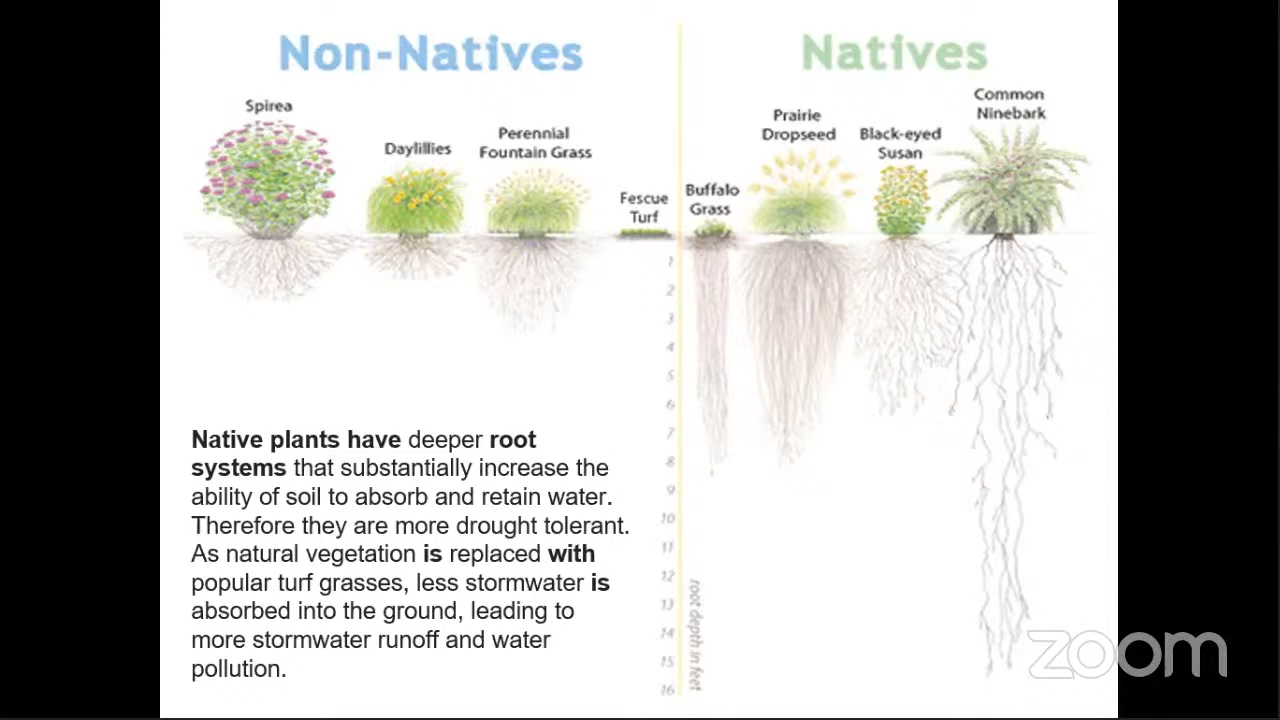 Non-Natives
Natives
Spirea
Daylillies
Perennial
Fountain Grass
Fescue
Turf
Buffalo
Grass
Prairie
Dropseed
Black-eyed
Susan
Common
Ninebark
1
2
3
4
5
6
7
8
9
10
11
12
13
14
15
16
root depth in feet
Native plants have deeper root
systems that substantially increase the
ability of soil to absorb and retain water.
Therefore they are more drought tolerant.
As natural vegetation is replaced with
popular turf grasses, less stormwater is
absorbed into the ground, leading to
more stormwater runoff and water
pollution.
zoom